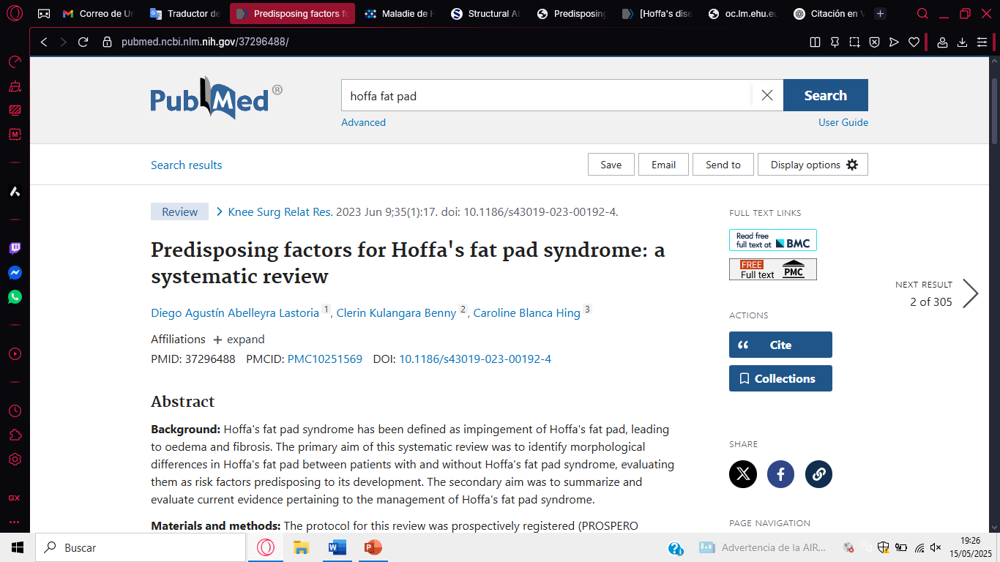 Correo de Un
Traductor de
Predisposing factors fo
Maladie de H
Structural Ab
Predisposing
[Hoffa's dise
oc.lm.ehu.eu
Citación en V
pubmed.ncbi.nlm.nih.gov/37296488/
PubMed®
hoffa fat pad
Search
Advanced
User Guide
Search results
Save
Email
Send to
Display options
Review
Knee Surg Relat Res. 2023 Jun 9;35(1):17. doi: 10.1186/s43019-023-00192-4.
Predisposing factors for Hoffa's fat pad syndrome: a
systematic review
Diego Agustín Abelleyra Lastoria 1, Clerin Kulangara Benny 2, Caroline Blanca Hing 3
Affiliations + expand
PMID: 37296488 PMCID: PMC10251569 DOI: 10.1186/s43019-023-00192-4
Abstract
Background: Hoffa's fat pad syndrome has been defined as impingement of Hoffa's fat pad, leading
to oedema and fibrosis. The primary aim of this systematic review was to identify morphological
differences in Hoffa's fat pad between patients with and without Hoffa's fat pad syndrome, evaluating
them as risk factors predisposing to its development. The secondary aim was to summarize and
evaluate current evidence pertaining to the management of Hoffa's fat pad syndrome.
Materials and methods: The protocol for this review was prospectively registered (PROSPERO
FULL TEXT LINKS
Read free
full text at BMC
FREE
Full text PMC
NEXT RESULT
2 of 305
ACTIONS
Cite
Collections
SHARE
PAGE NAVIGATION
GX
Buscar
Advertencia de la AIR...
19:26
15/05/2025